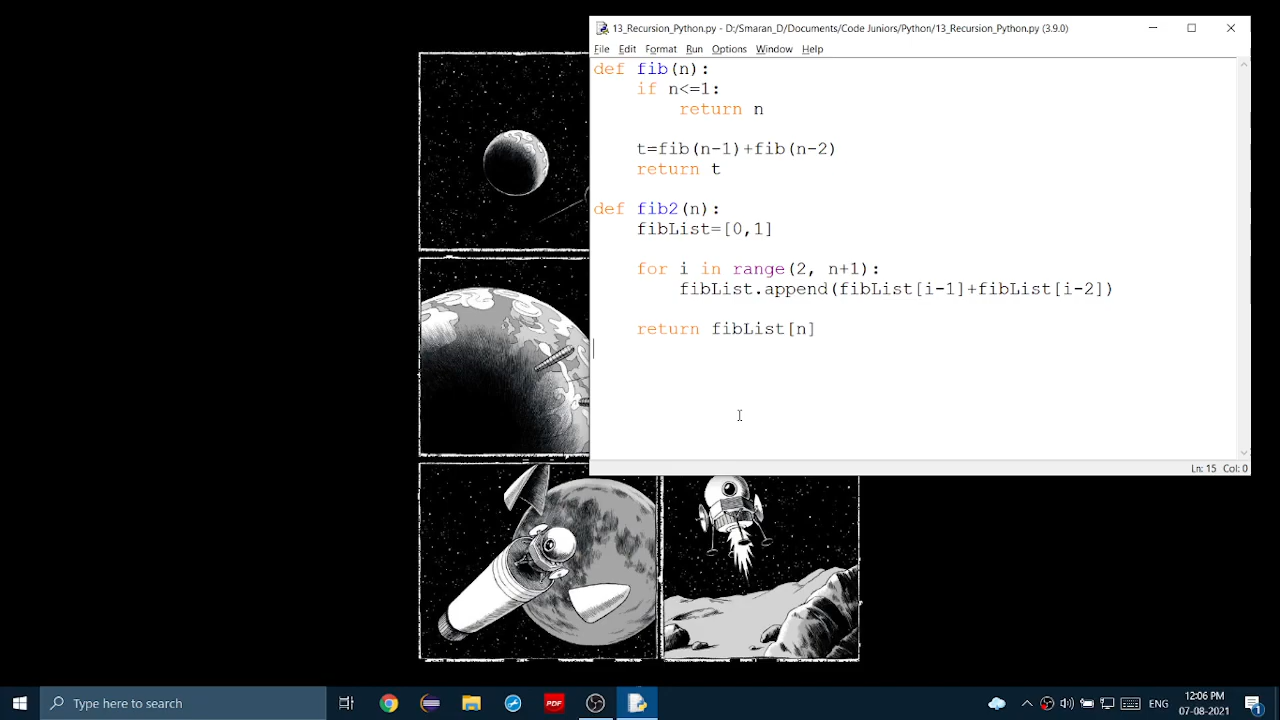 13_Recursion_Python.py - D:/Smaran_D/Documents/Code Juniors/Python/13_Recursion_Python.py (3.9.0)
File Edit Format Run Options Window Help
def fib(n):
    if n<=1:
        return n
    t=fib(n-1)+fib(n-2)
    return t
def fib2(n):
    fibList=[0,1]
    for i in range(2, n+1):
        fibList.append(fibList[i-1]+fibList[i-2])
    return fibList[n]
Ln: 15 Col: 0
Type here to search
PDF
ENG
12:06 PM
07-08-2021
1